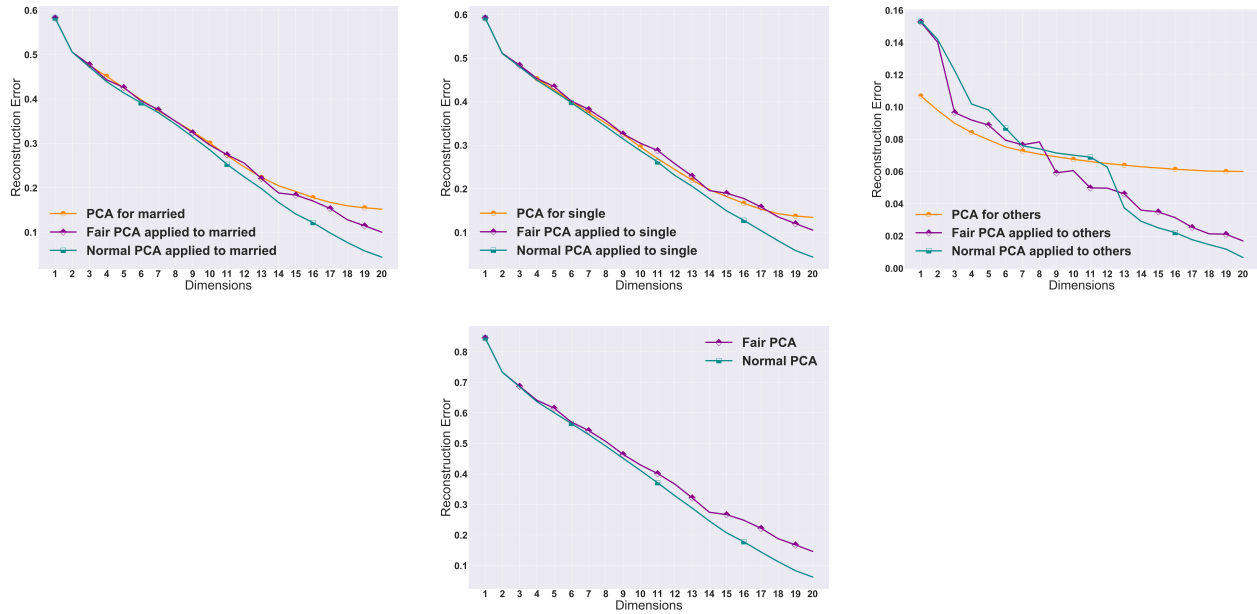 0.6
0.5
0.4
0.3
0.2
0.1
Reconstruction Error
PCA for married
Fair PCA applied to married
Normal PCA applied to married
1 2 3 4 5 6 7 8 9 10 11 12 13 14 15 16 17 18 19 20
Dimensions
0.6
0.5
0.4
0.3
0.2
0.1
Reconstruction Error
PCA for single
Fair PCA applied to single
Normal PCA applied to single
1 2 3 4 5 6 7 8 9 10 11 12 13 14 15 16 17 18 19 20
Dimensions
0.16
0.14
0.12
0.10
0.08
0.06
0.04
0.02
0.00
Reconstruction Error
PCA for others
Fair PCA applied to others
Normal PCA applied to others
1 2 3 4 5 6 7 8 9 10 11 12 13 14 15 16 17 18 19 20
Dimensions
0.8
0.7
0.6
0.5
0.4
0.3
0.2
0.1
Reconstruction Error
Fair PCA
Normal PCA
1 2 3 4 5 6 7 8 9 10 11 12 13 14 15 16 17 18 19 20
Dimensions